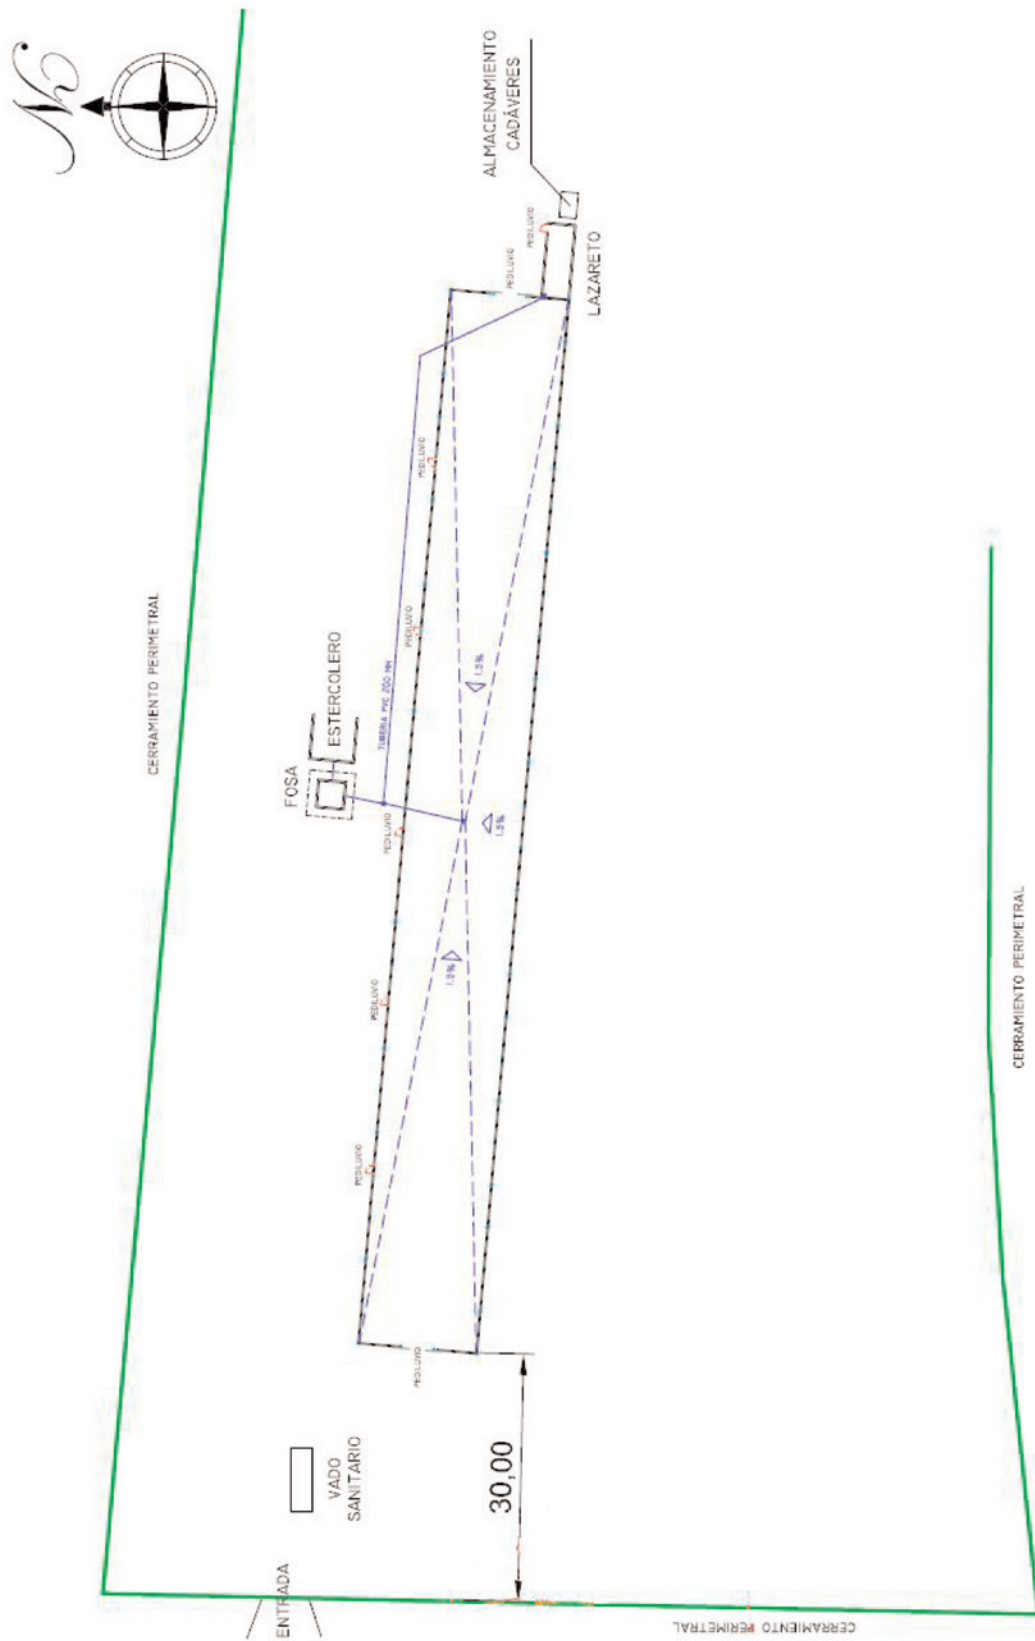 N
ALMACENAMIENTO
CADÁVERES
PEDILUVIO
PEDILUVIO
LAZARETO
CERRAMIENTO PERIMETRAL
PEDILUVIO
PEDILUVIO
TUBERIA PVC 200 MM
ESTERCOLERO
FOSA
PEDILUVIO
1.5%
1.5%
1.5%
PEDILUVIO
PEDILUVIO
PEDILUVIO
VADO
SANITARIO
30,00
ENTRADA
CERRAMIENTO PERIMETRAL
CERRAMIENTO PERIMETRAL